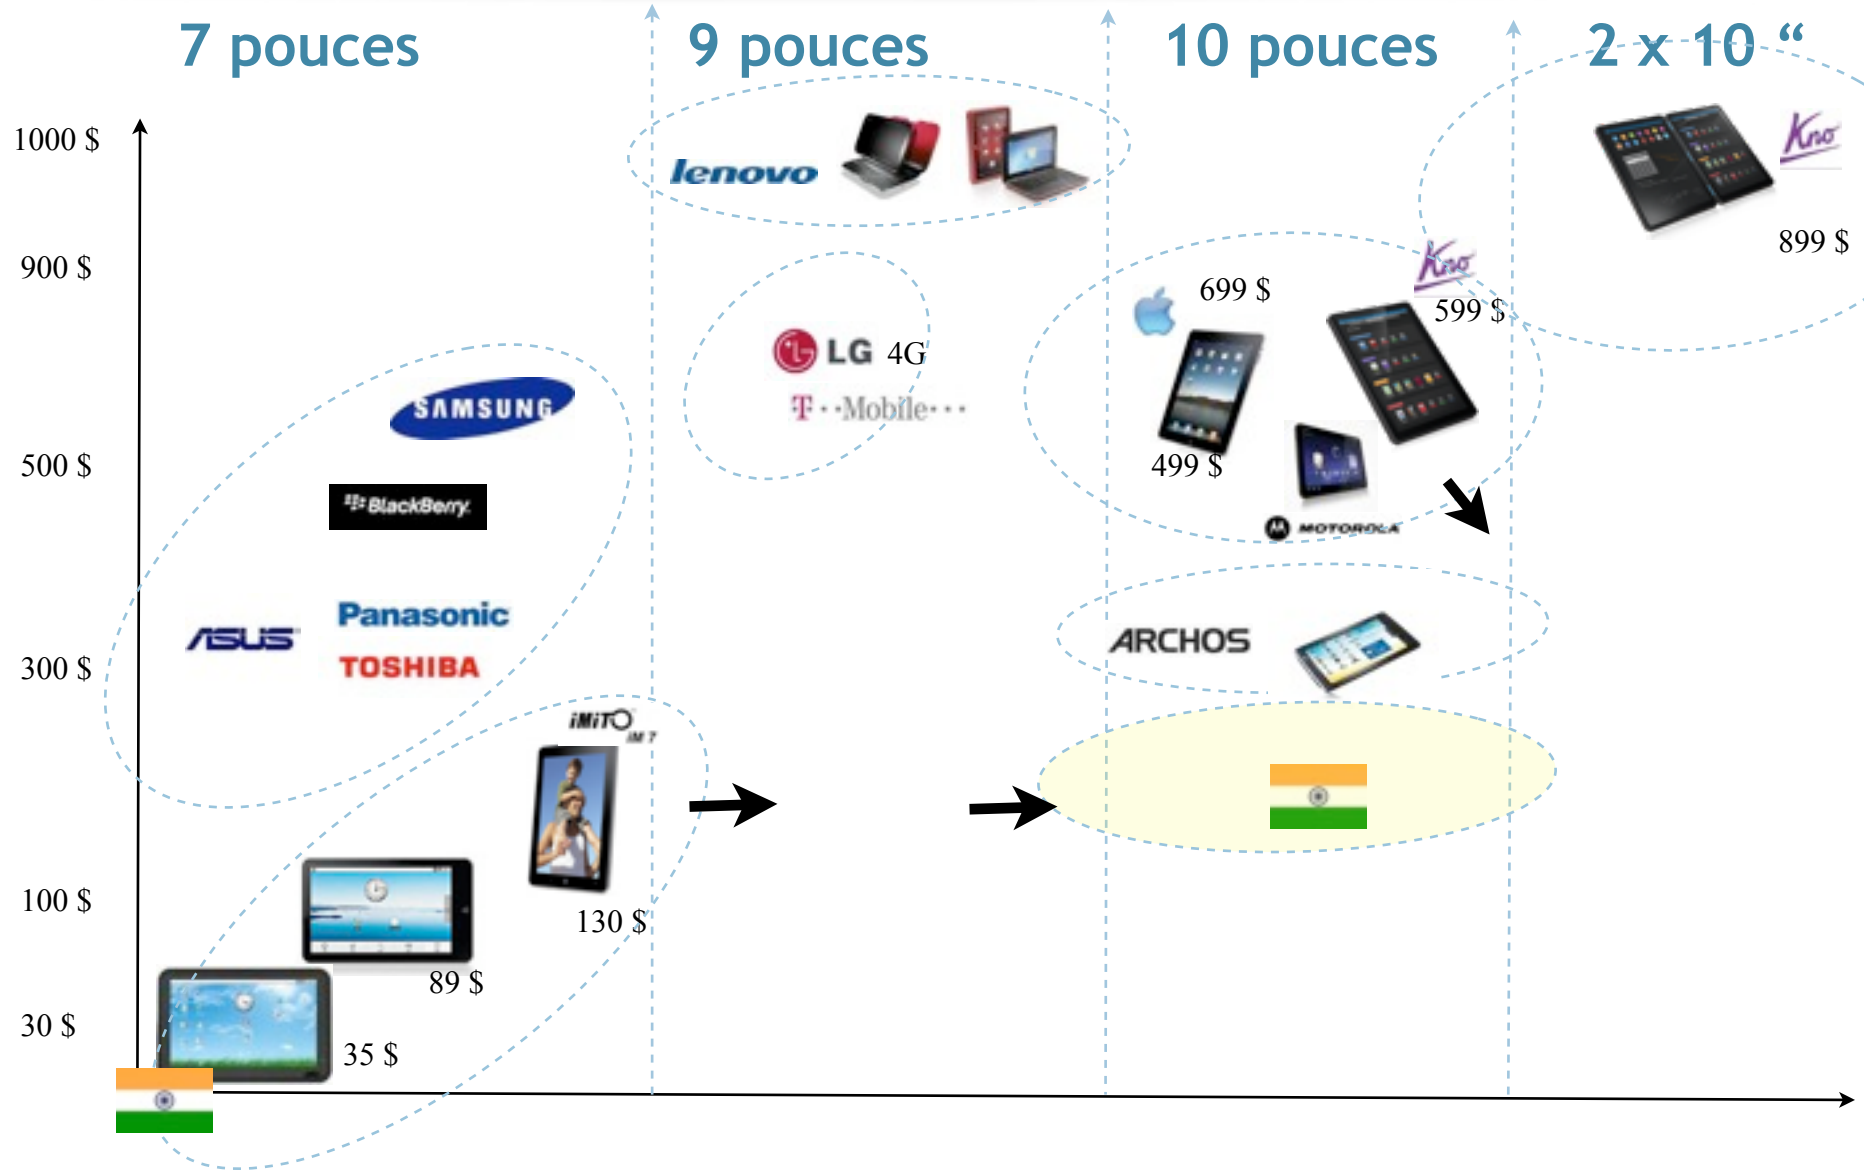 7 pouces
9 pouces
10 pouces
2 x 10 “
1000 $
lenovo
Kno
899 $
900 $
Kno
699 $
599 $
LG 4G
T··Mobile···
SAMSUNG
500 $
499 $
BlackBerry
MOTOROLA
Panasonic
ASUS
ARCHOS
TOSHIBA
300 $
iMiTO
iM 7
100 $
130 $
89 $
30 $
35 $